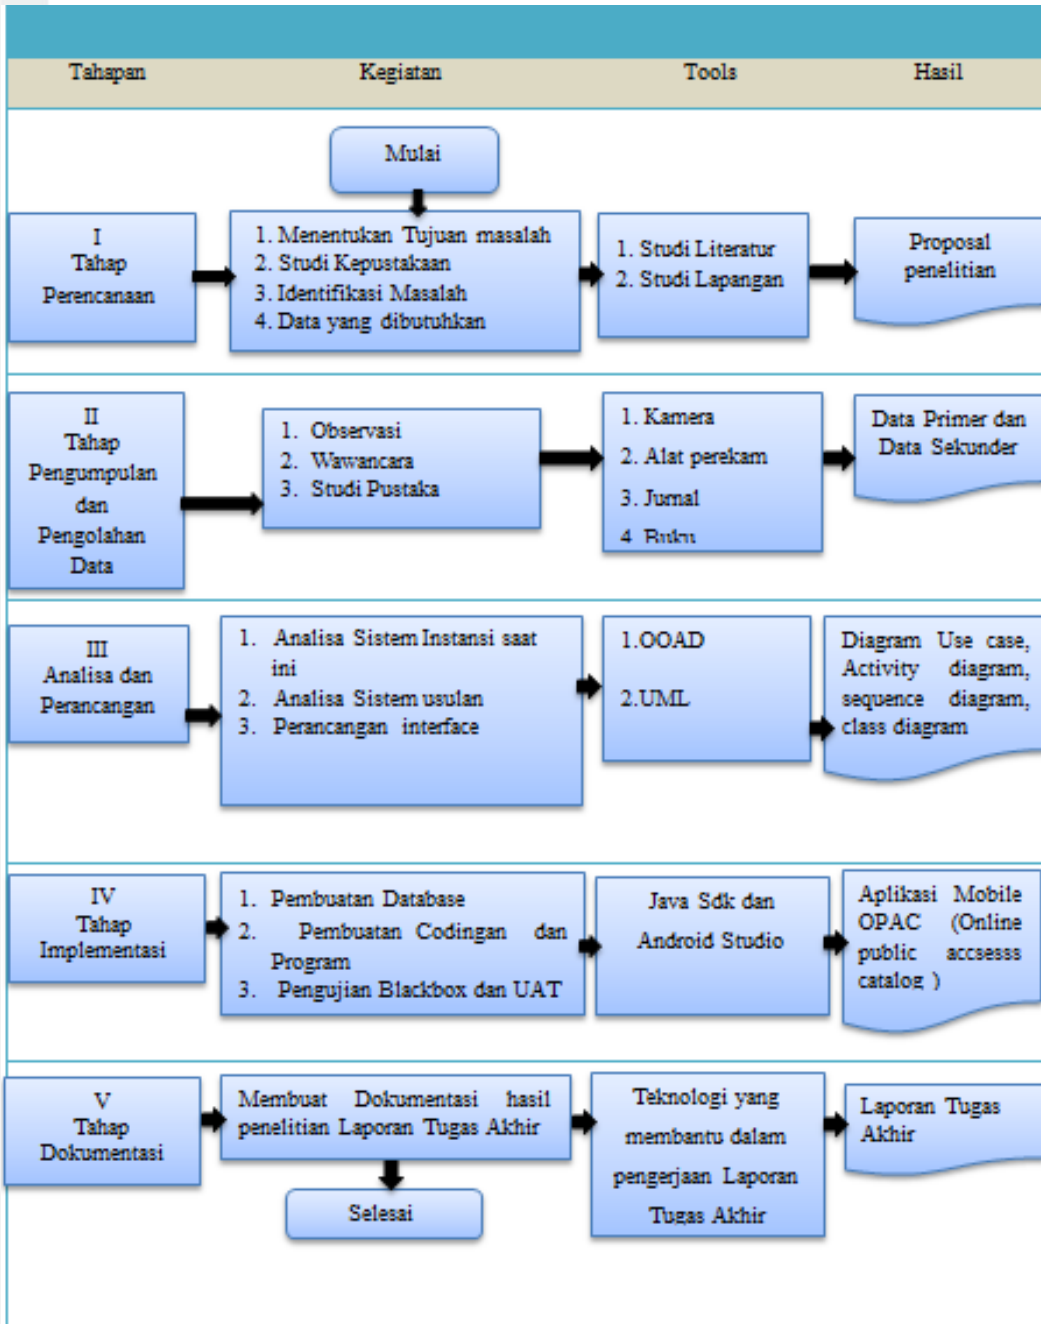 Tahapan
Kegiatan
Tools
Hasil
Mulai
I
Tahap
Perencanaan
1. Menentukan Tujuan masalah
2. Studi Kepustakaan
3. Identifikasi Masalah
4. Data yang dibutuhkan
1. Studi Literatur
2. Studi Lapangan
Proposal
penelitian
II
Tahap
Pengumpulan
dan
Pengolahan
Data
1. Observasi
2. Wawancara
3. Studi Pustaka
1. Kamera
2. Alat perekam
3. Jurnal
4 Buku
Data Primer dan
Data Sekunder
III
Analisa dan
Perancangan
1. Analisa Sistem Instansi saat
ini
2. Analisa Sistem usulan
3. Perancangan interface
1.OOAD
2.UML
Diagram Use case,
Activity diagram,
sequence diagram,
class diagram
IV
Tahap
Implementasi
1. Pembuatan Database
2. Pembuatan Codingan dan
Program
3. Pengujian Blackbox dan UAT
Java Sdk dan
Android Studio
Aplikasi Mobile
OPAC (Online
public accsesss
catalog )
V
Tahap
Dokumentasi
Membuat Dokumentasi hasil
penelitian Laporan Tugas Akhir
Teknologi yang
membantu dalam
pengerjaan Laporan
Tugas Akhir
Laporan Tugas
Akhir
Selesai